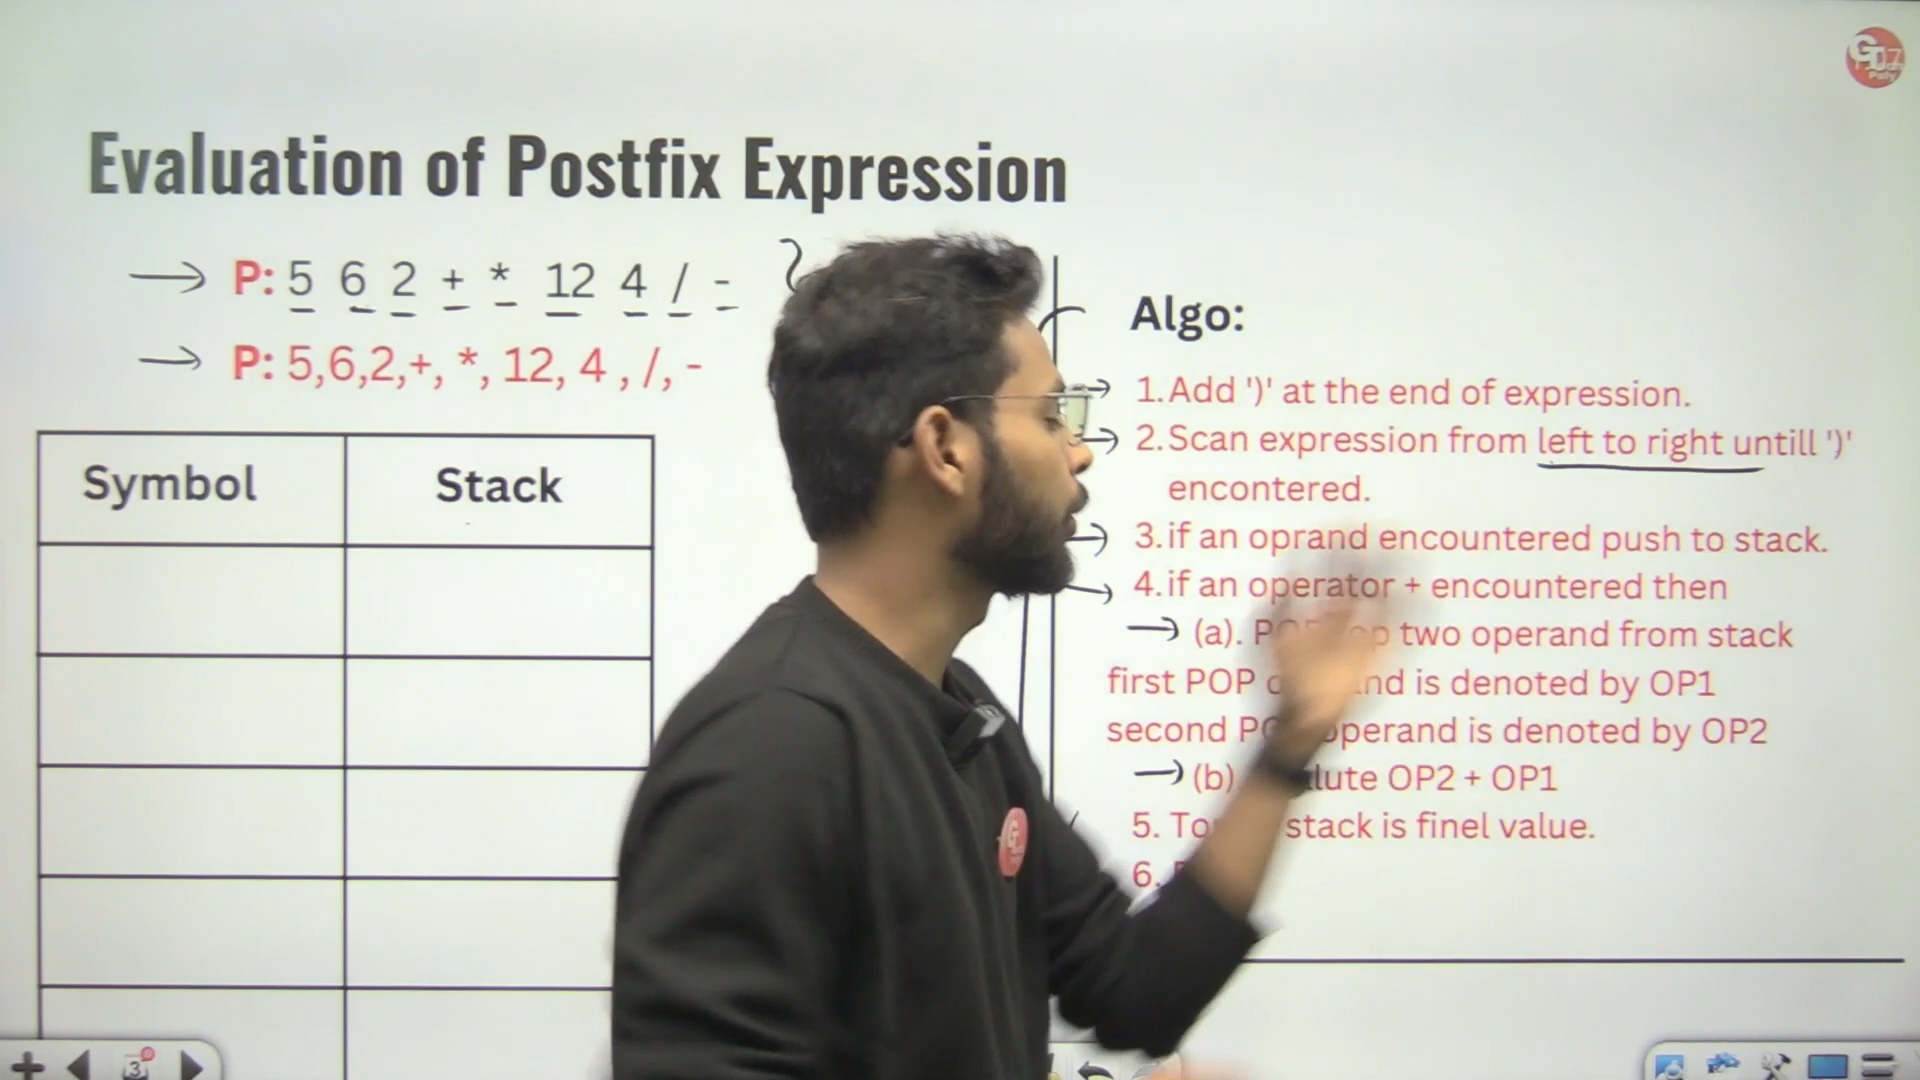 Evaluation of Postfix Expression
P: 5 6 2 + * 12 4 / -
P: 5,6,2,+, *, 12, 4 , /, -
Symbol Stack
Algo:
1. Add ')' at the end of expression.
2. Scan expression from left to right untill ')'
encontered.
3. if an oprand encountered push to stack.
4. if an operator + encountered then
(a). two operand from stack
first POP is denoted by OP1
second operand is denoted by OP2
(b) OP2 + OP1
5. stack is finel value.
6.
3